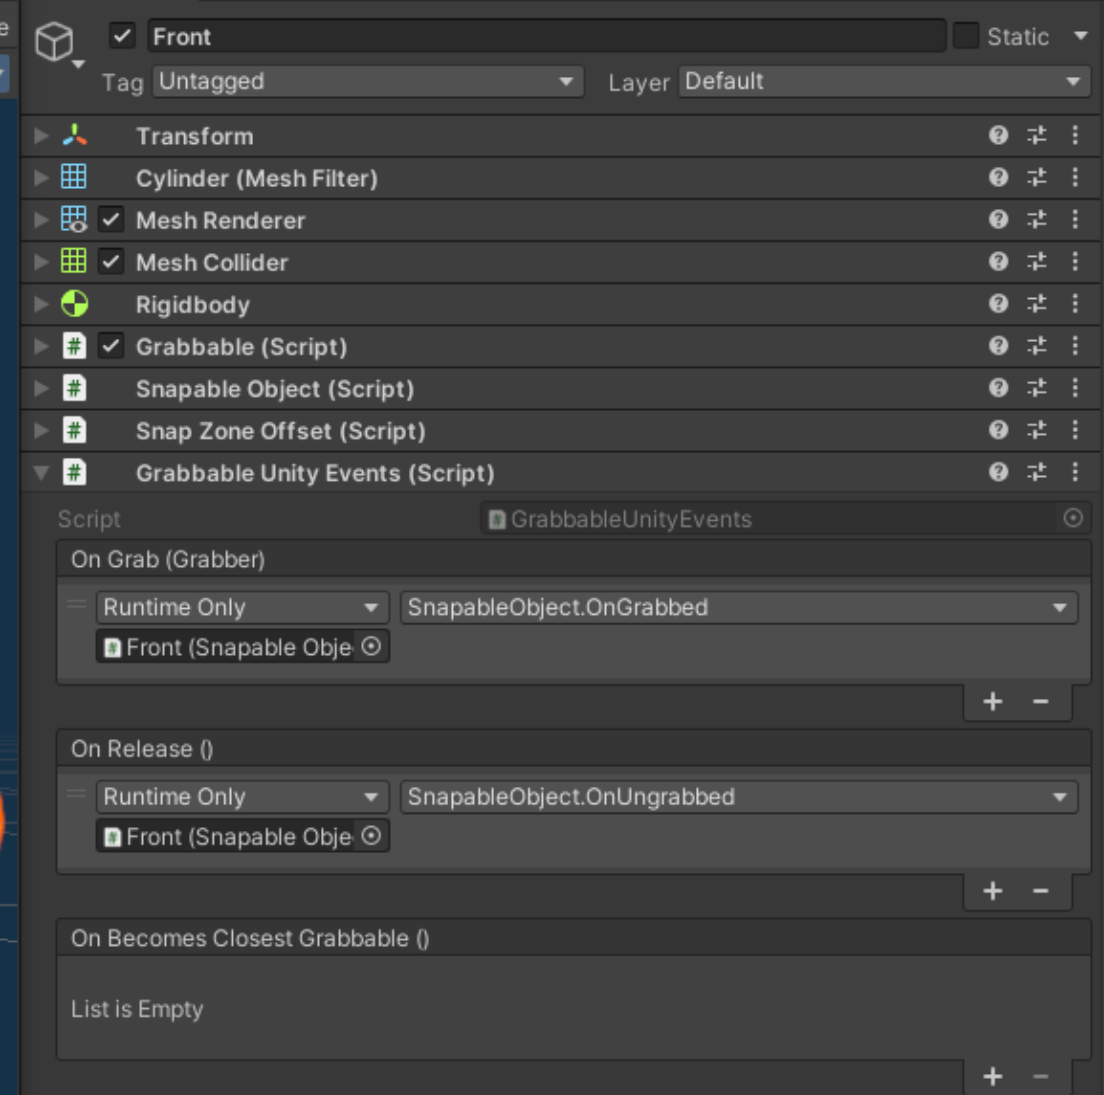 Front
Static
Tag Untagged Layer Default
Transform
Cylinder (Mesh Filter)
Mesh Renderer
Mesh Collider
Rigidbody
# Grabbable (Script)
# Snapable Object (Script)
# Snap Zone Offset (Script)
# Grabbable Unity Events (Script)
Script # GrabbableUnityEvents
On Grab (Grabber)
Runtime Only SnapableObject.OnGrabbed
# Front (Snapable Obje
+ −
On Release ()
Runtime Only SnapableObject.OnUngrabbed
# Front (Snapable Obje
+ −
On Becomes Closest Grabbable ()
List is Empty
+ −